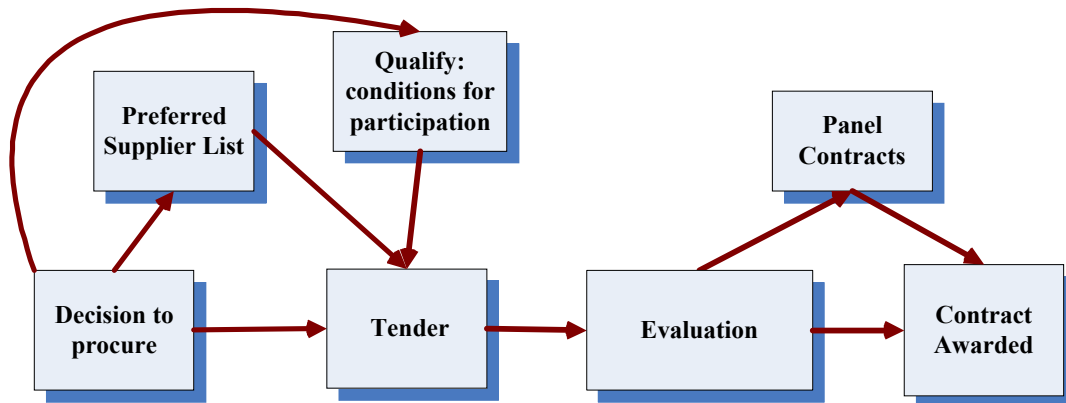 Qualify:
conditions for
participation
Preferred
Supplier List
Panel
Contracts
Decision to
procure
Tender
Evaluation
Contract
Awarded